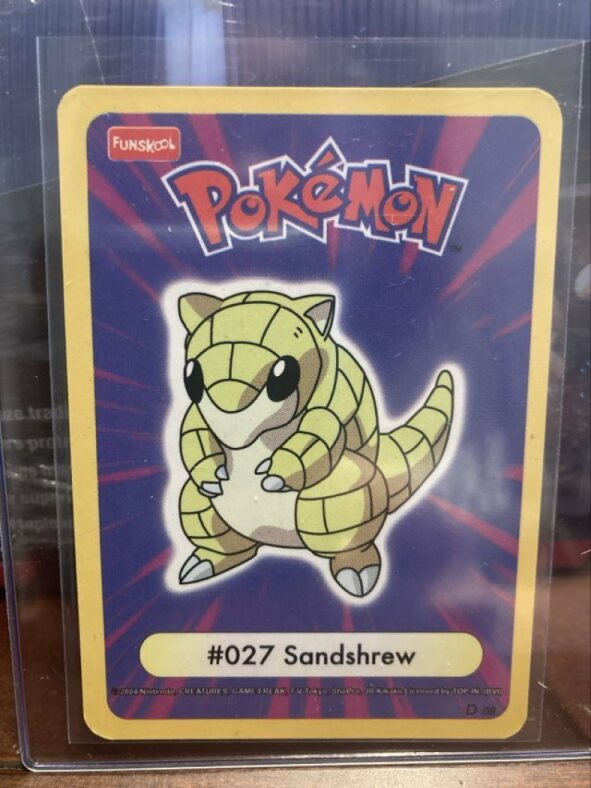 FUNSKOOL
POKéMON
TM
#027 Sandshrew
© 2004 Nintendo, CREATURES, GAME FREAK, T.V. Tokyo, ShoPro, JR Kikaku Licensed by TOP IN
D 08